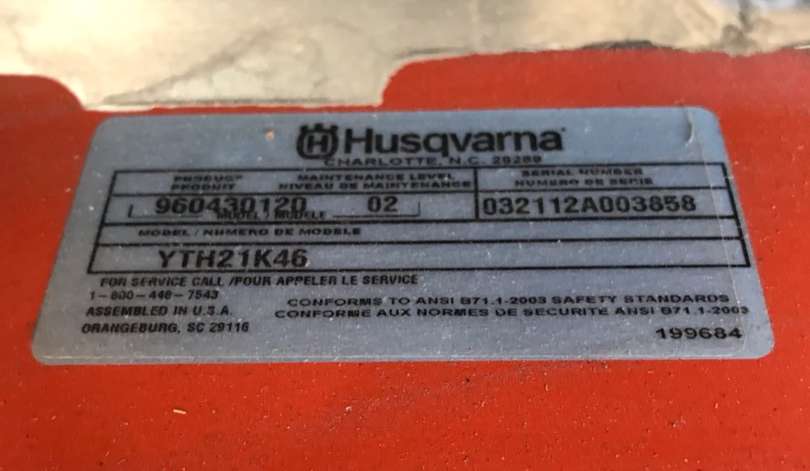 Husqvarna
CHARLOTTE, N.C. 28269
PRODUCT MAINTENANCE LEVEL SERIAL NUMBER
PRODUIT NIVEAU DE MAINTENANCE NUMERO DE SERIE
960430120 02 032112A003858
MODEL / MODELE
MODEL / NUMERO DE MODELE
YTH21K46
FOR SERVICE CALL /POUR APPELER LE SERVICE
1-800-448-7543
ASSEMBLED IN U.S.A.
ORANGEBURG, SC 29116
CONFORMS TO ANSI B71.1-2003 SAFETY STANDARDS
CONFORME AUX NORMES DE SECURITE ANSI B71.1-2003
199684